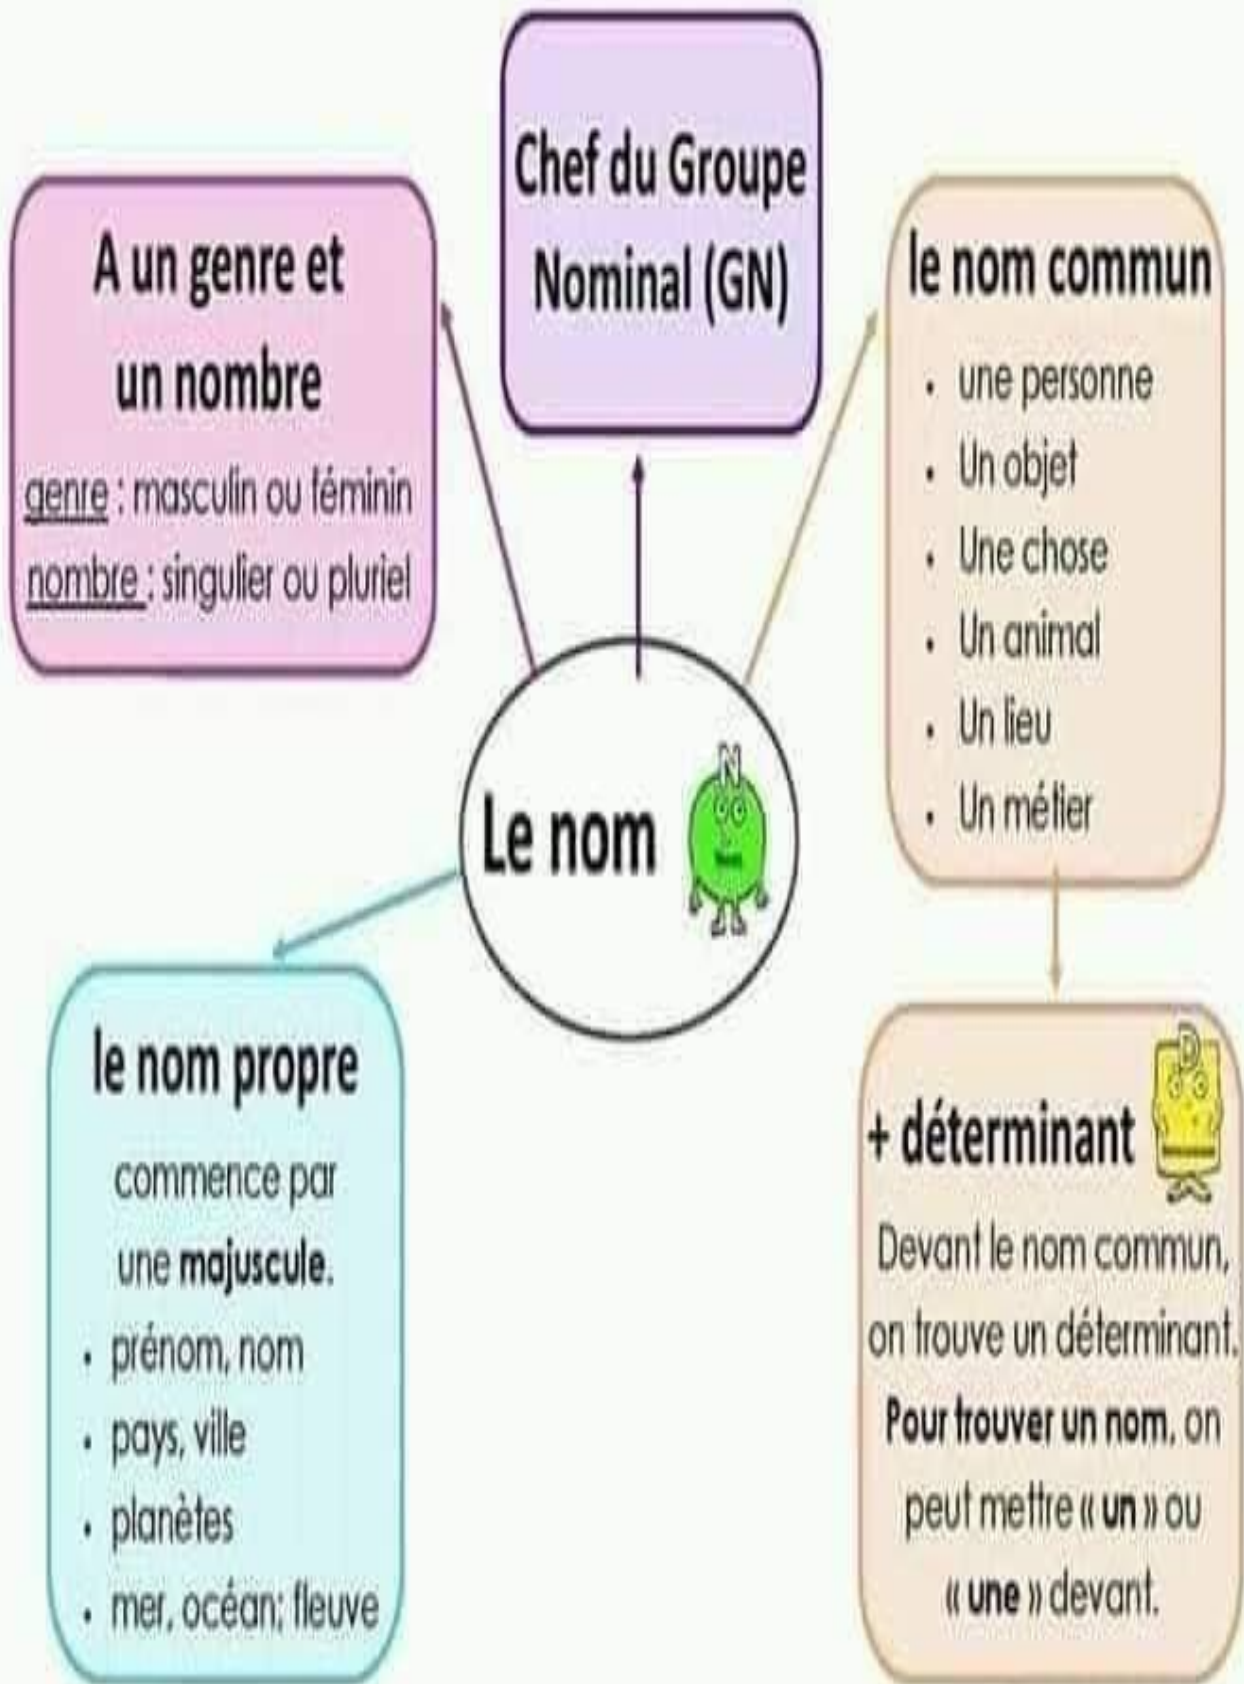 Chef du Groupe
Nominal (GN)
A un genre et
un nombre
genre : masculin ou féminin
nombre : singulier ou pluriel
le nom commun
• une personne
• Un objet
• Une chose
• Un animal
• Un lieu
• Un métier
Le nom
N
le nom propre
commence par
une majuscule.
• prénom, nom
• pays, ville
• planètes
• mer, océan; fleuve
D
+ déterminant
Devant le nom commun,
on trouve un déterminant.
Pour trouver un nom, on
peut mettre « un » ou
« une » devant.